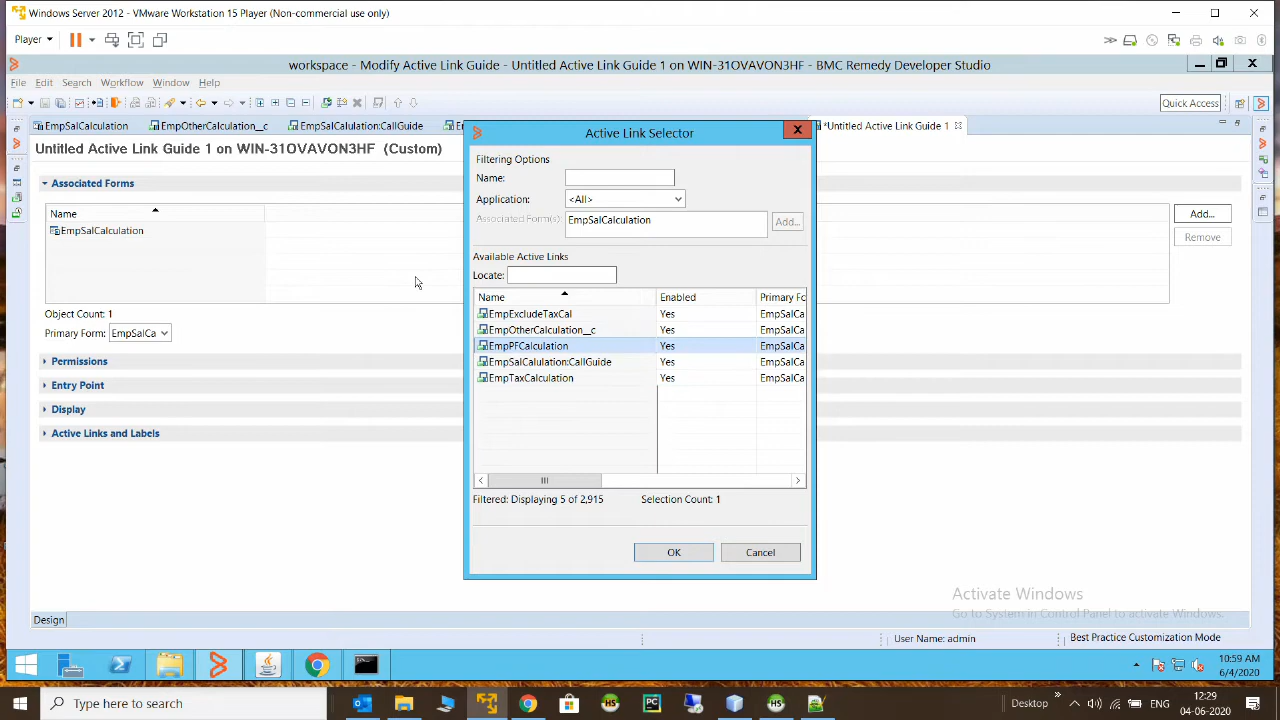 Windows Server 2012 - VMware Workstation 15 Player (Non-commercial use only)
Player
workspace - Modify Active Link Guide - Untitled Active Link Guide 1 on WIN-31OVAVON3HF - BMC Remedy Developer Studio
File Edit Search Workflow Window Help
Quick Access
EmpSalCalculation EmpOtherCalculation__c EmpSalCalulation:CallGuide *Untitled Active Link Guide 1
Untitled Active Link Guide 1 on WIN-31OVAVON3HF (Custom)
Associated Forms
Name
EmpSalCalculation
Add...
Remove
Object Count: 1
Primary Form: EmpSalCa
Permissions
Entry Point
Display
Active Links and Labels
Active Link Selector
Filtering Options
Name:
Application: <All>
Associated Form(s) EmpSalCalculation Add...
Available Active Links
Locate:
Name Enabled Primary Fo
EmpExcludeTaxCal Yes EmpSalCa
EmpOtherCalculation__c Yes EmpSalCa
EmpPFCalculation Yes EmpSalCa
EmpSalCalulation:CallGuide Yes EmpSalCa
EmpTaxCalculation Yes EmpSalCa
Filtered: Displaying 5 of 2,915 Selection Count: 1
OK Cancel
Activate Windows
Go to System in Control Panel to activate Windows.
Design
User Name: admin Best Practice Customization Mode
10:59 AM
6/4/2020
Type here to search
Desktop
12:29
04-06-2020